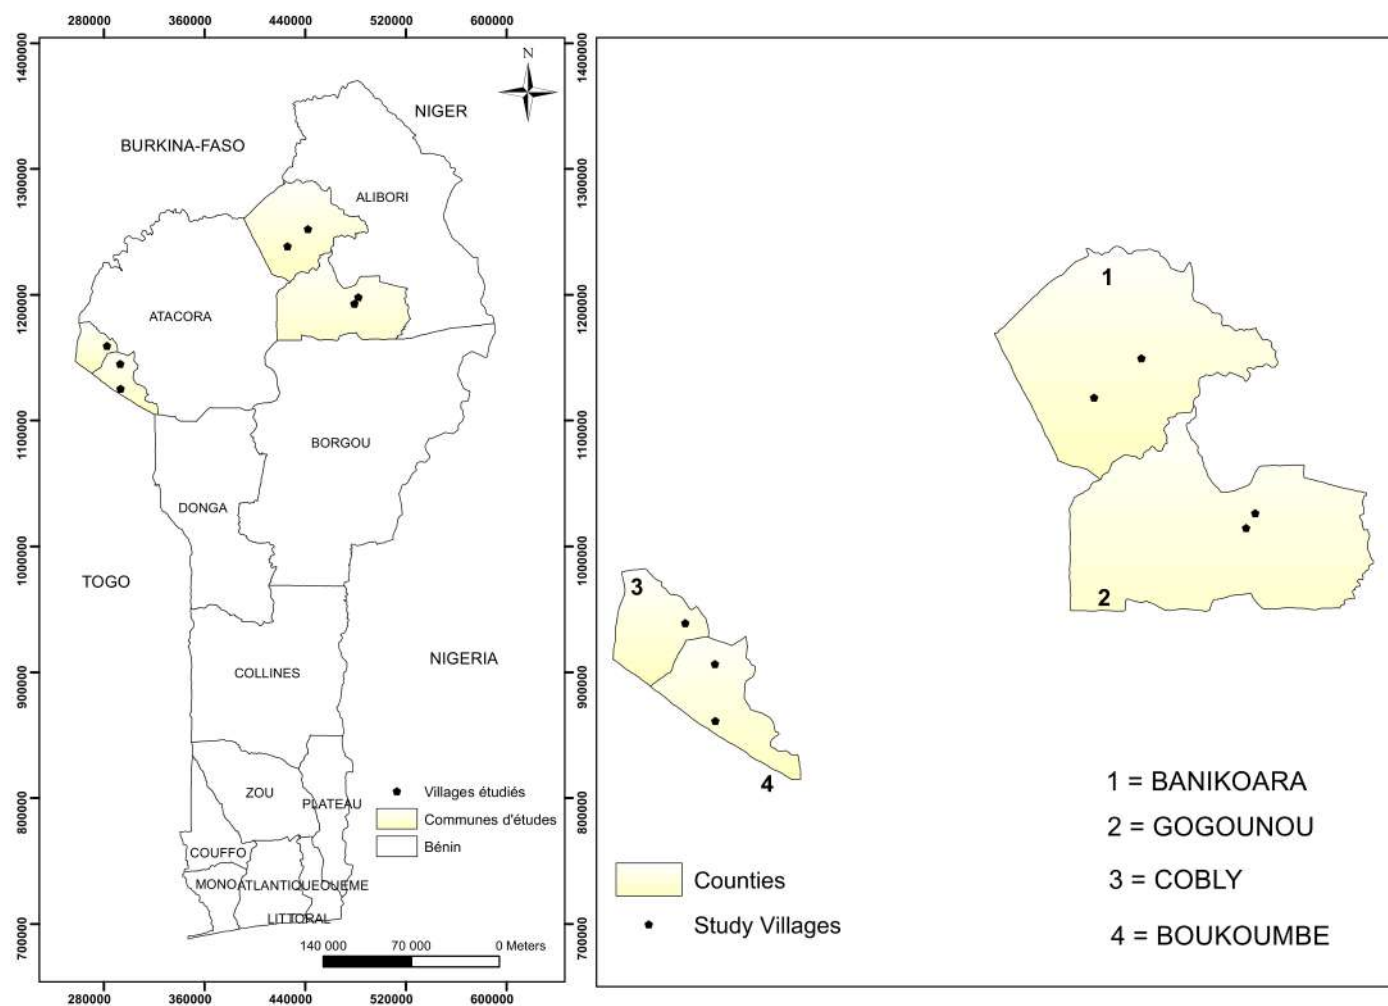 280000 360000 440000 520000 600000
1400000
1300000
1200000
1100000
1000000
900000
800000
700000
N
NIGER
BURKINA-FASO
ALIBORI
ATACORA
BORGOU
DONGA
TOGO
COLLINES
NIGERIA
ZOU
PLATEAU
COUFFO
MONO
ATLANTIQUE
OUEME
LITTORAL
Villages étudiés
Communes d'études
Bénin
140 000 70 000 0 Meters
280000 360000 440000 520000 600000
1400000
1300000
1200000
1100000
1000000
900000
800000
700000
1
2
3
4
Counties
Study Villages
1 = BANIKOARA
2 = GOGOUNOU
3 = COBLY
4 = BOUKOUMBE